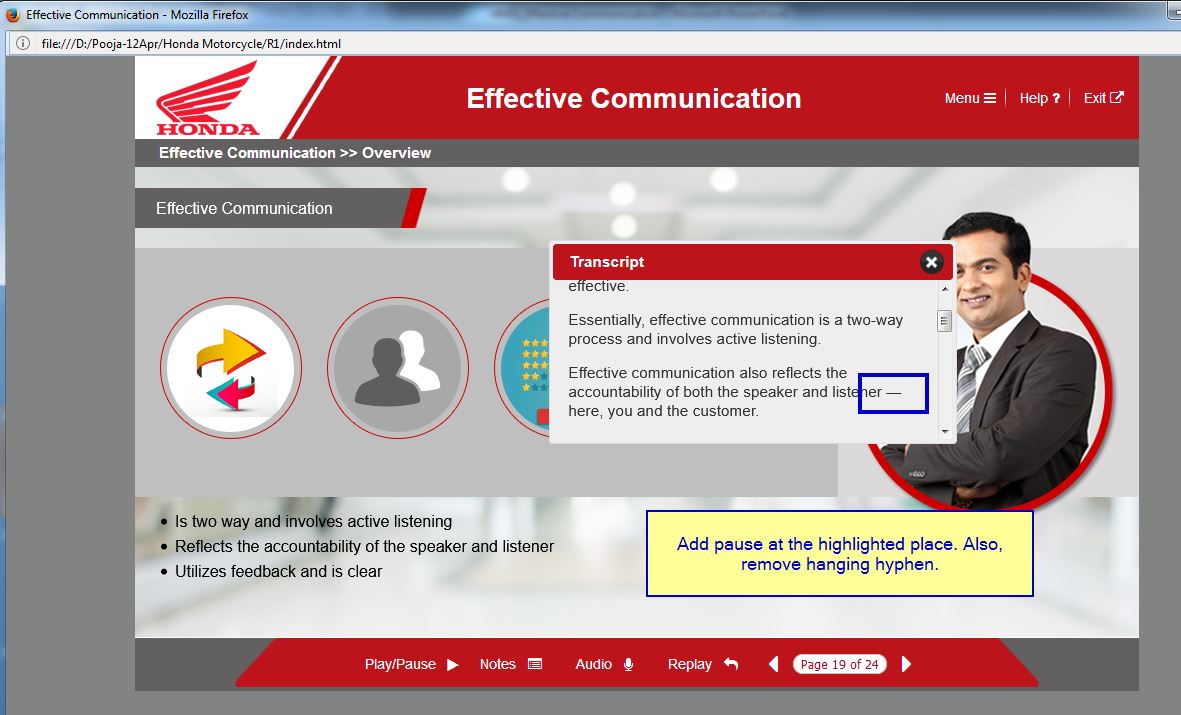 Effective Communication - Mozilla Firefox
file:///D:/Pooja-12Apr/Honda Motorcycle/R1/index.html
HONDA
Effective Communication
Menu
Help ?
Exit
Effective Communication >> Overview
Effective Communication
Transcript
effective.
Essentially, effective communication is a two-way
process and involves active listening.
Effective communication also reflects the
accountability of both the speaker and listener —
here, you and the customer.
Is two way and involves active listening
Reflects the accountability of the speaker and listener
Utilizes feedback and is clear
Add pause at the highlighted place. Also,
remove hanging hyphen.
Play/Pause
Notes
Audio
Replay
Page 19 of 24